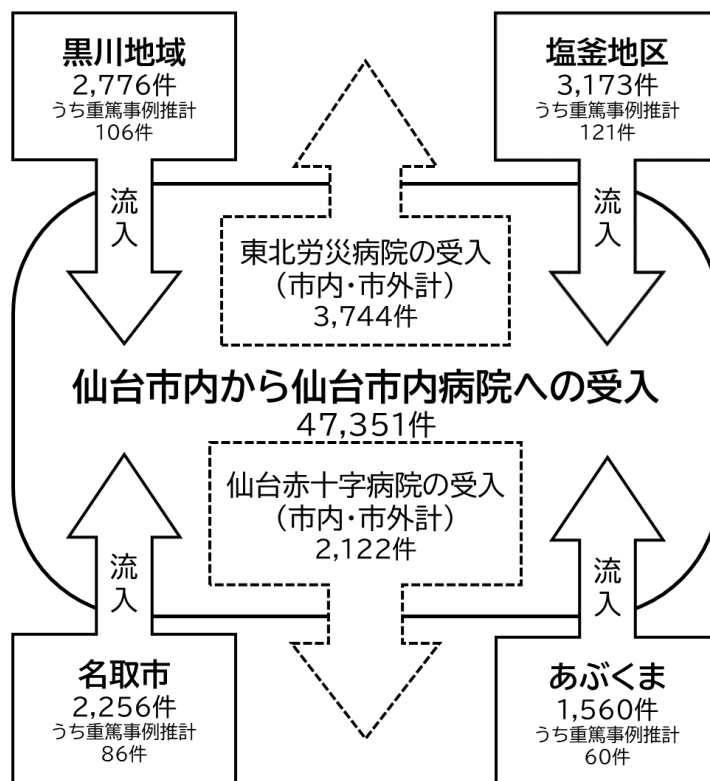 黒川地域
2,776件
うち重篤事例推計
106件
流入
塩釜地区
3,173件
うち重篤事例推計
121件
流入
東北労災病院の受入
（市内・市外計）
3,744件
仙台市内から仙台市内病院への受入
47,351件
仙台赤十字病院の受入
（市内・市外計）
2,122件
流入
名取市
2,256件
うち重篤事例推計
86件
流入
あぶくま
1,560件
うち重篤事例推計
60件